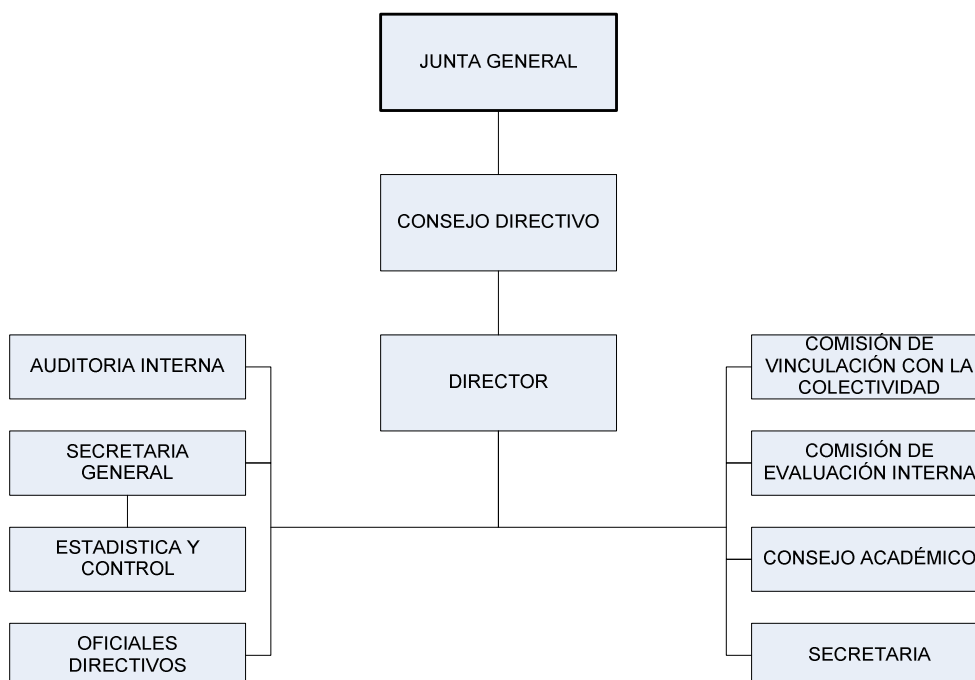 JUNTA GENERAL
CONSEJO DIRECTIVO
DIRECTOR
AUDITORIA INTERNA
SECRETARIA
GENERAL
ESTADISTICA Y
CONTROL
OFICIALES
DIRECTIVOS
COMISIÓN DE
VINCULACIÓN CON LA
COLECTIVIDAD
COMISIÓN DE
EVALUACIÓN INTERNA
CONSEJO ACADÉMICO
SECRETARIA